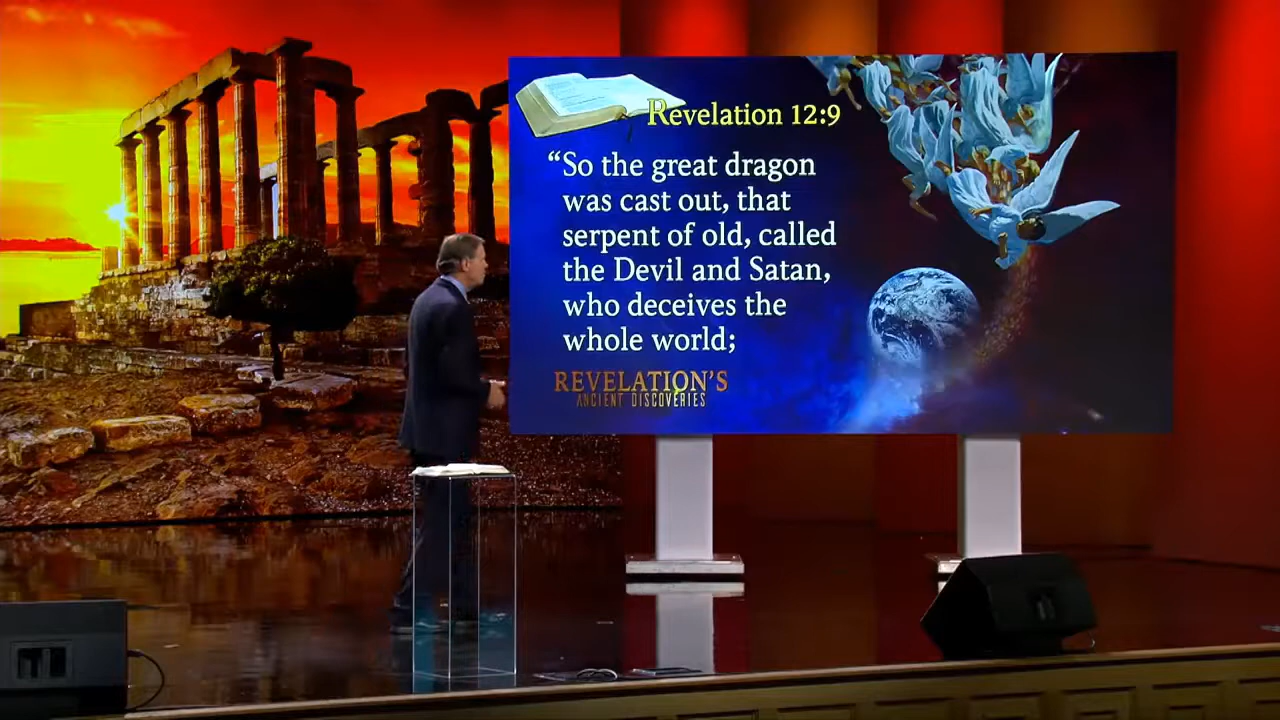 Revelation 12:9
“So the great dragon
was cast out, that
serpent of old, called
the Devil and Satan,
who deceives the
whole world;
REVELATION'S
ANCIENT DISCOVERIES